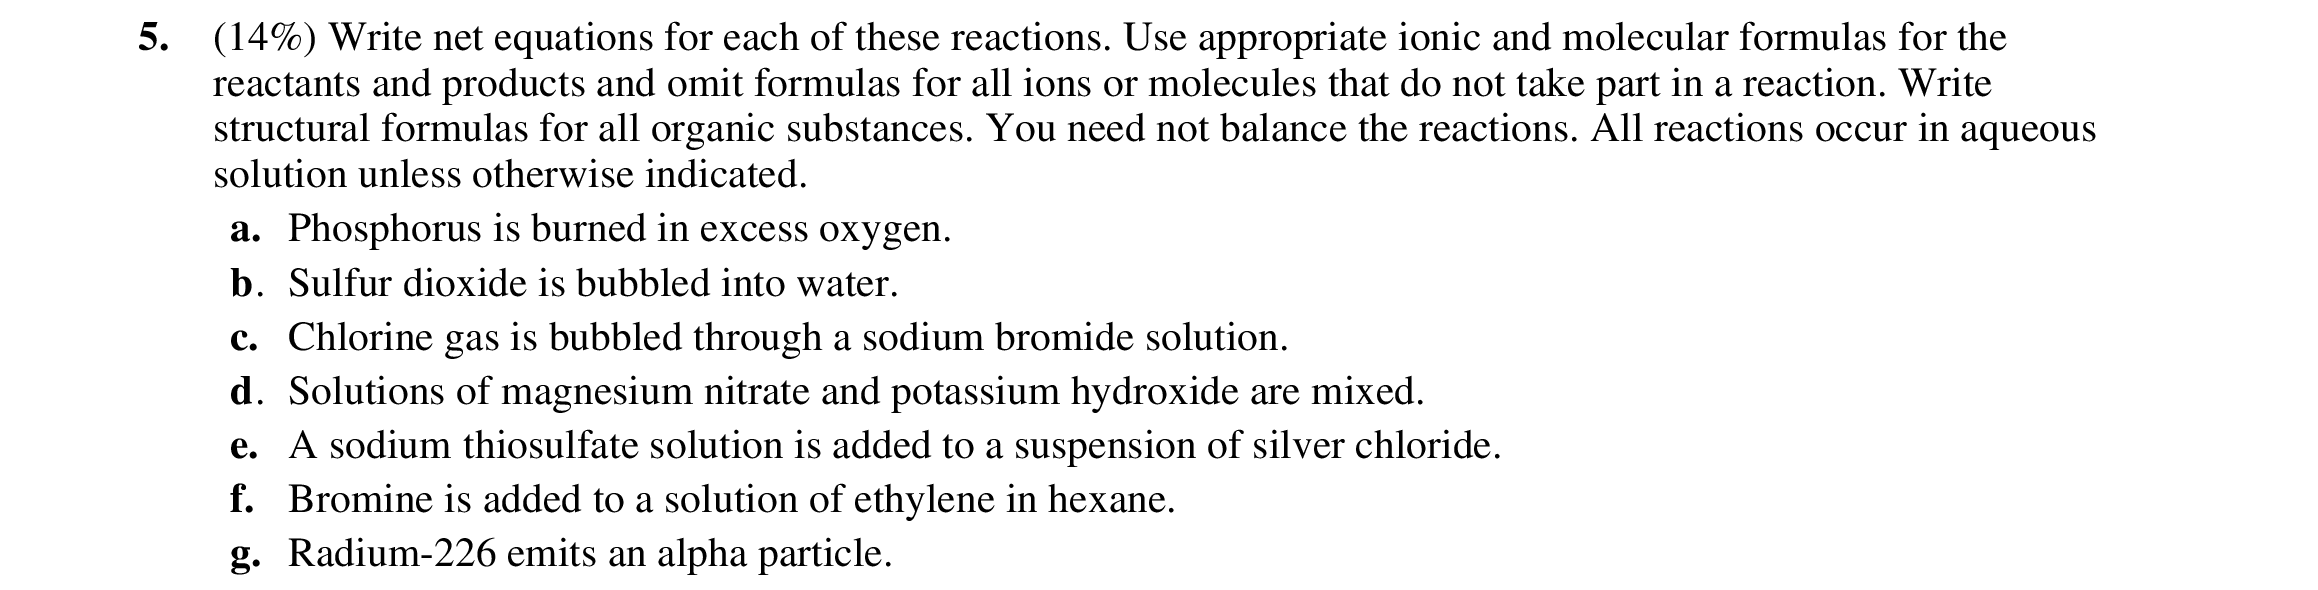 5. (14%) Write net equations for each of these reactions. Use appropriate ionic and molecular formulas for the
reactants and products and omit formulas for all ions or molecules that do not take part in a reaction. Write
structural formulas for all organic substances. You need not balance the reactions. All reactions occur in aqueous
solution unless otherwise indicated.
a. Phosphorus is burned in excess oxygen.
b. Sulfur dioxide is bubbled into water.
c. Chlorine gas is bubbled through a sodium bromide solution.
d. Solutions of magnesium nitrate and potassium hydroxide are mixed.
e. A sodium thiosulfate solution is added to a suspension of silver chloride.
f. Bromine is added to a solution of ethylene in hexane.
g. Radium-226 emits an alpha particle.